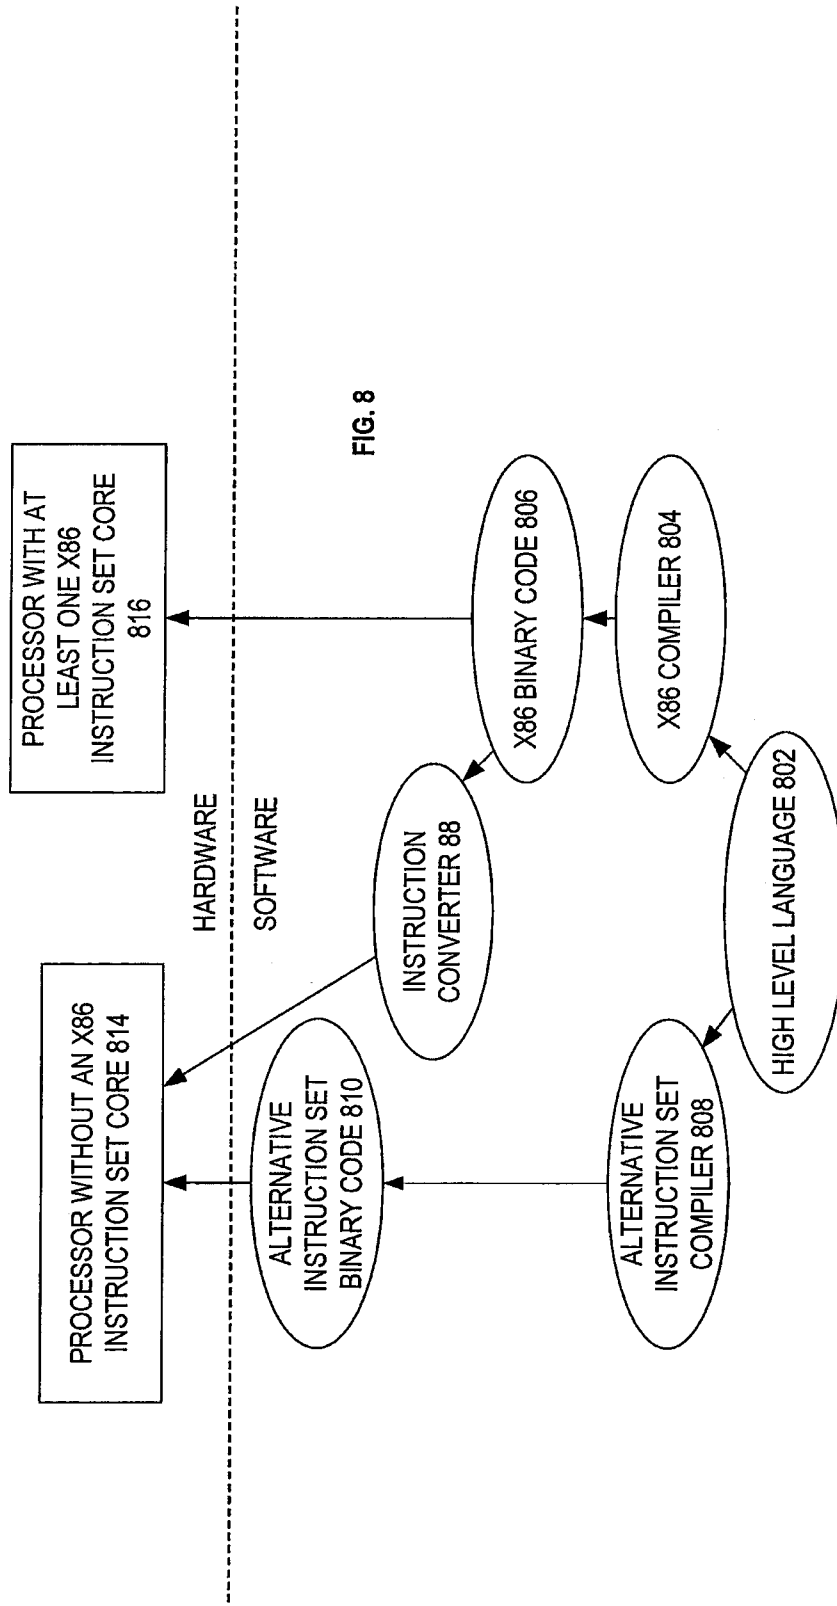 PROCESSOR WITHOUT AN X86
INSTRUCTION SET CORE 814
PROCESSOR WITH AT
LEAST ONE X86
INSTRUCTION SET CORE
816
HARDWARE
SOFTWARE
ALTERNATIVE
INSTRUCTION SET
BINARY CODE 810
INSTRUCTION
CONVERTER 88
FIG. 8
X86 BINARY CODE 806
ALTERNATIVE
INSTRUCTION SET
COMPILER 808
X86 COMPILER 804
HIGH LEVEL LANGUAGE 802